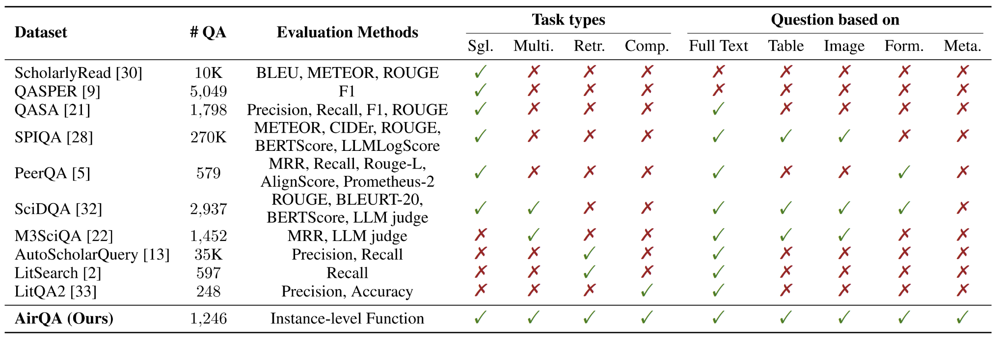 Dataset # QA Evaluation Methods Task types Question based on
Sgl. Multi. Retr. Comp. Full Text Table Image Form. Meta.
ScholarlyRead [30] 10K BLEU, METEOR, ROUGE ✓ ✗ ✗ ✗ ✗ ✗ ✗ ✗ ✗
QASPER [9] 5,049 F1 ✓ ✗ ✗ ✗ ✗ ✗ ✗ ✗ ✗
QASA [21] 1,798 Precision, Recall, F1, ROUGE ✓ ✗ ✗ ✗ ✓ ✗ ✗ ✗ ✗
SPIQA [28] 270K METEOR, CIDEr, ROUGE,
BERTScore, LLMLogScore ✓ ✗ ✗ ✗ ✓ ✓ ✓ ✗ ✗
PeerQA [5] 579 MRR, Recall, Rouge-L,
AlignScore, Prometheus-2 ✓ ✗ ✗ ✗ ✓ ✗ ✗ ✓ ✗
SciDQA [32] 2,937 ROUGE, BLEURT-20,
BERTScore, LLM judge ✓ ✓ ✗ ✗ ✓ ✓ ✓ ✓ ✗
M3SciQA [22] 1,452 MRR, LLM judge ✗ ✓ ✗ ✗ ✓ ✓ ✓ ✗ ✗
AutoScholarQuery [13] 35K Precision, Recall ✗ ✗ ✓ ✗ ✓ ✗ ✗ ✗ ✗
LitSearch [2] 597 Recall ✗ ✗ ✓ ✗ ✓ ✗ ✗ ✗ ✗
LitQA2 [33] 248 Precision, Accuracy ✗ ✗ ✗ ✓ ✓ ✗ ✗ ✗ ✗
AirQA (Ours) 1,246 Instance-level Function ✓ ✓ ✓ ✓ ✓ ✓ ✓ ✓ ✓